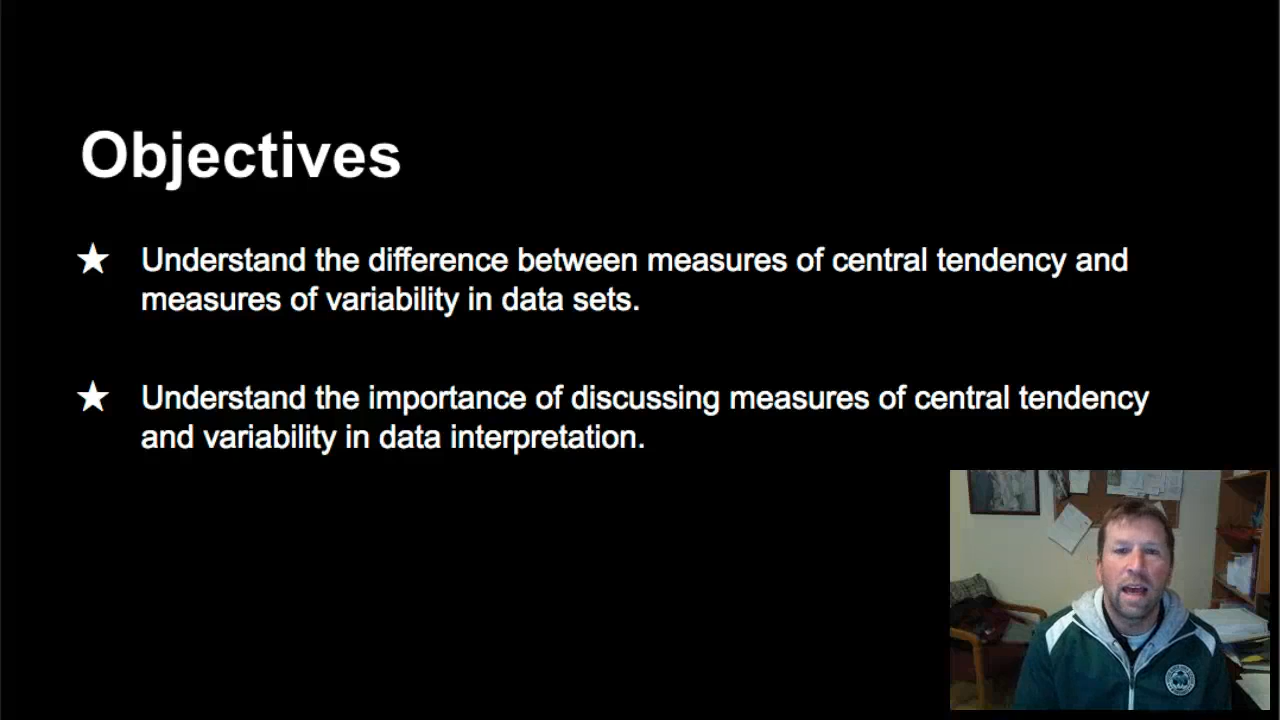 Objectives
★ Understand the difference between measures of central tendency and
measures of variability in data sets.
★ Understand the importance of discussing measures of central tendency
and variability in data interpretation.